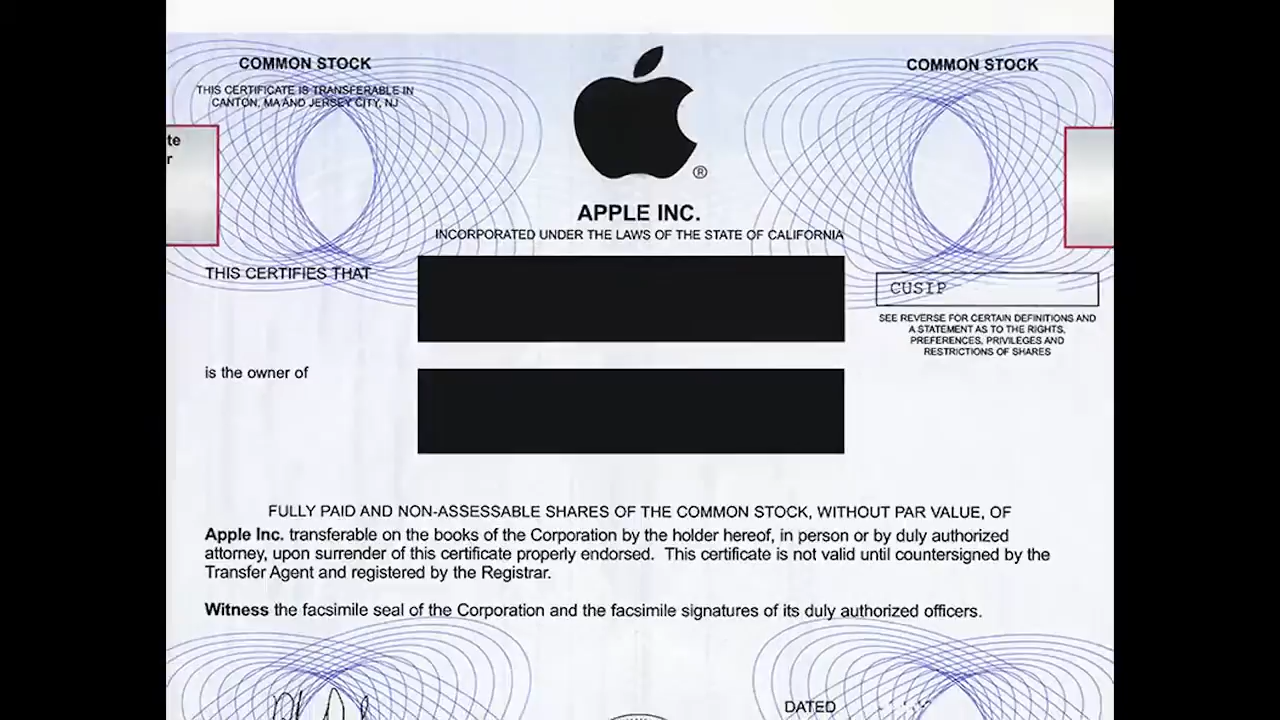 COMMON STOCK
THIS CERTIFICATE IS TRANSFERABLE IN
CANTON, MA AND JERSEY CITY, NJ
COMMON STOCK
te
r
®
APPLE INC.
INCORPORATED UNDER THE LAWS OF THE STATE OF CALIFORNIA
THIS CERTIFIES THAT
CUSIP
SEE REVERSE FOR CERTAIN DEFINITIONS AND
A STATEMENT AS TO THE RIGHTS,
PREFERENCES, PRIVILEGES AND
RESTRICTIONS OF SHARES
is the owner of
FULLY PAID AND NON-ASSESSABLE SHARES OF THE COMMON STOCK, WITHOUT PAR VALUE, OF
Apple Inc. transferable on the books of the Corporation by the holder hereof, in person or by duly authorized
attorney, upon surrender of this certificate properly endorsed. This certificate is not valid until countersigned by the
Transfer Agent and registered by the Registrar.
Witness the facsimile seal of the Corporation and the facsimile signatures of its duly authorized officers.
DATED